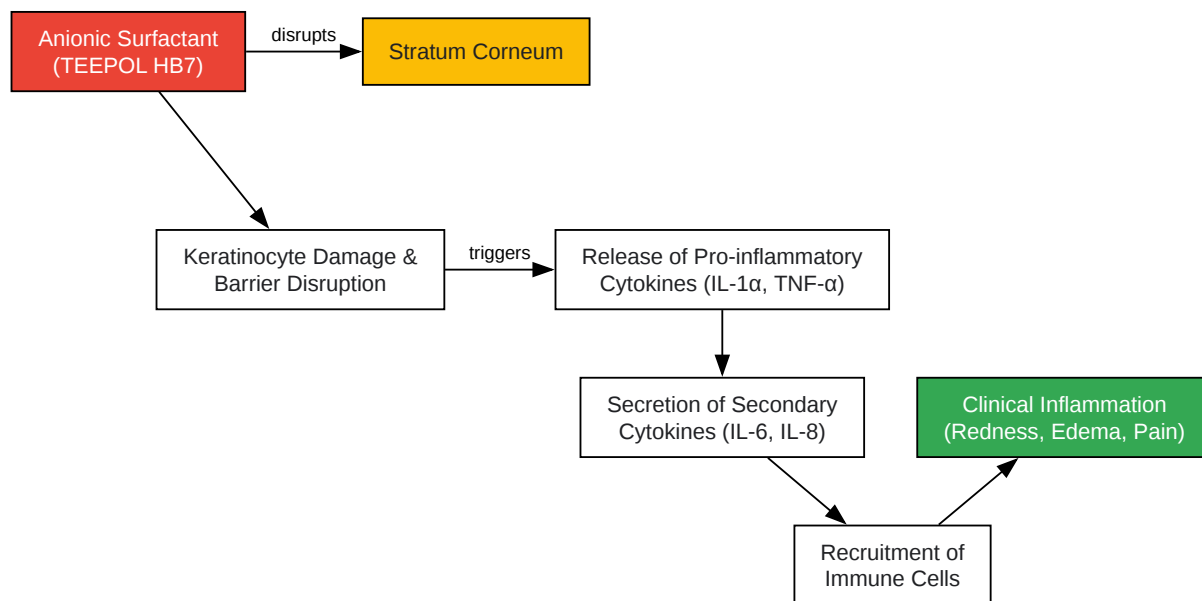 Anionic Surfactant
(TEEPOL HB7)
disrupts
Stratum Corneum
Keratinocyte Damage &
Barrier Disruption
triggers
Release of Pro-inflammatory
Cytokines (IL-1α, TNF-α)
Secretion of Secondary
Cytokines (IL-6, IL-8)
Clinical Inflammation
(Redness, Edema, Pain)
Recruitment of
Immune Cells